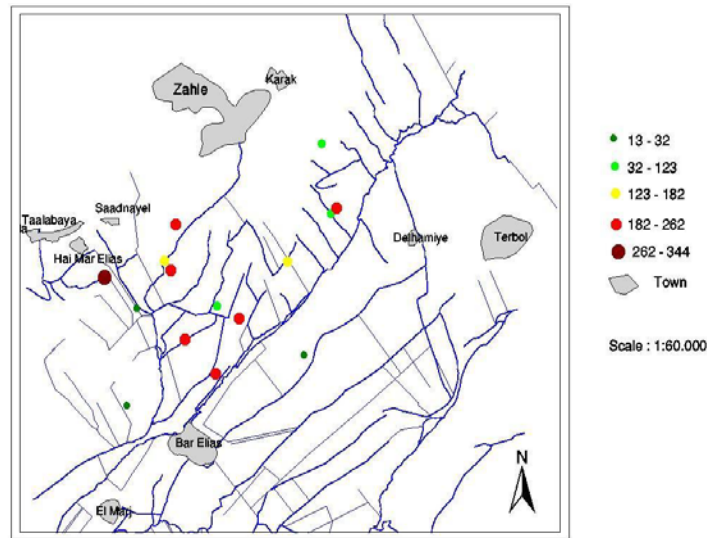 Zahle
Karak
Saadnayel
Taalabaya
Hai Mar Elias
Delhamiye
Terbol
Bar Elias
El Marj
N
13 - 32
32 - 123
123 - 182
182 - 262
262 - 344
Town
Scale : 1:60.000